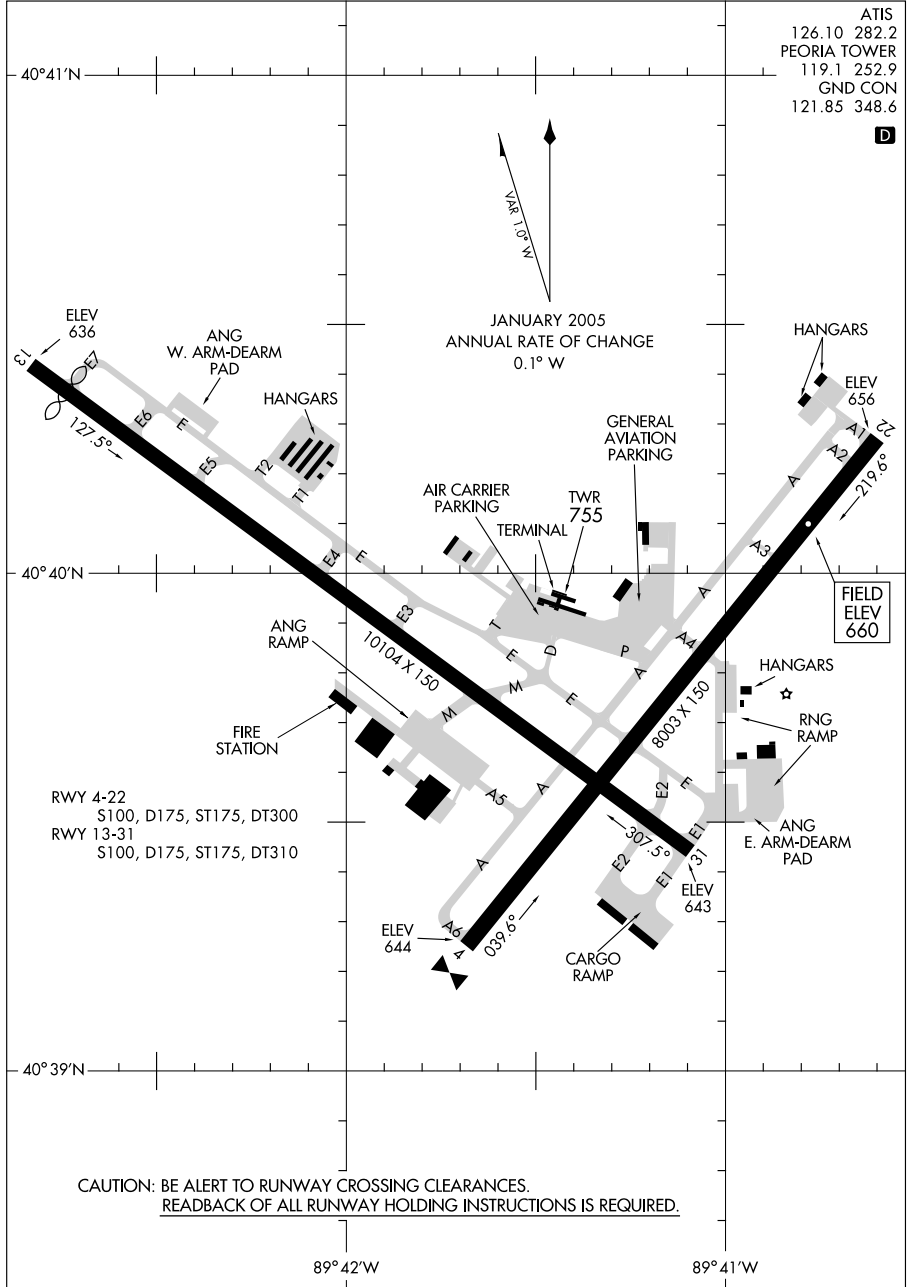 ATIS
126.10 282.2
PEORIA TOWER
119.1 252.9
GND CON
121.85 348.6
D
40°41'N
VAR 1.0° W
JANUARY 2005
ANNUAL RATE OF CHANGE
0.1° W
ELEV
636
13
E7
ANG
W. ARM-DEARM
PAD
HANGARS
ELEV
656
HANGARS
A1
22
A2
127.5°
E6
E
E5
T2
T1
GENERAL
AVIATION
PARKING
219.6°
A
AIR CARRIER
PARKING
TERMINAL
TWR
755
A3
E4
E
40°40'N
FIELD
ELEV
660
A
E3
ANG
RAMP
10104 X 150
T
E
D
P
A
A4
8003 X 150
HANGARS
M
M
E
RNG
RAMP
FIRE
STATION
RWY 4-22
S100, D175, ST175, DT300
RWY 13-31
S100, D175, ST175, DT310
A5
A
E2
E
307.5°
E1
31
ANG
E. ARM-DEARM
PAD
A
E2
E1
ELEV
643
ELEV
644
A6
4
039.6°
CARGO
RAMP
40°39'N
CAUTION: BE ALERT TO RUNWAY CROSSING CLEARANCES.
READBACK OF ALL RUNWAY HOLDING INSTRUCTIONS IS REQUIRED.
89°42'W
89°41'W